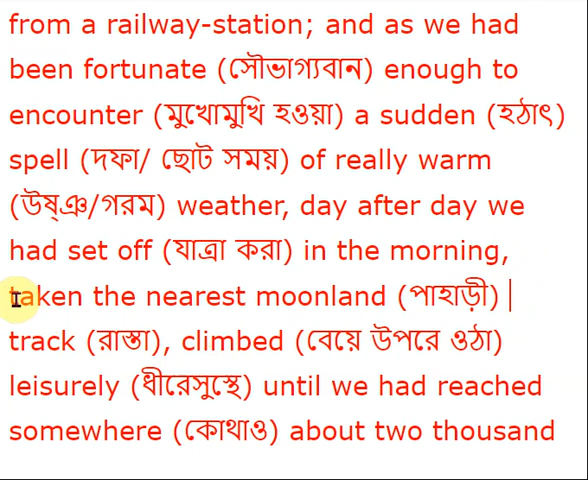 from a railway-station; and as we had
been fortunate (সৌভাগ্যবান) enough to
encounter (মুখোমুখি হওয়া) a sudden (হঠাৎ)
spell (দফা/ ছোট সময়) of really warm
(উষ্ঞ/গরম) weather, day after day we
had set off (যাত্রা করা) in the morning,
taken the nearest moonland (পাহাড়ী)
track (রাস্তা), climbed (বেয়ে উপরে ওঠা)
leisurely (ধীরেসুস্থে) until we had reached
somewhere (কোথাও) about two thousand